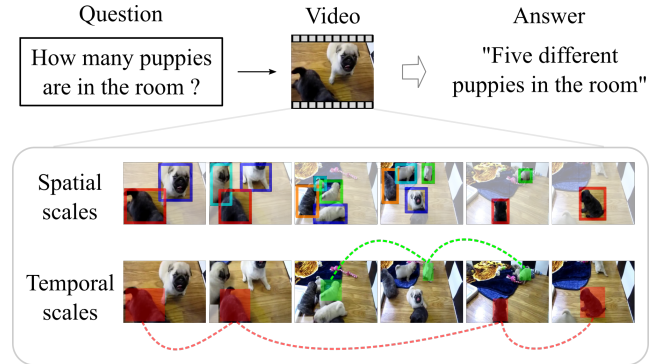 Question
Video
Answer
How many puppies
are in the room ?
"Five different
puppies in the room"
Spatial
scales
Temporal
scales